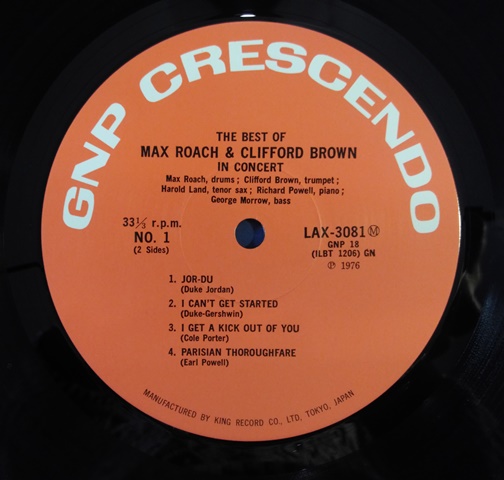 GNP CRESCENDO
THE BEST OF
MAX ROACH & CLIFFORD BROWN
IN CONCERT
Max Roach, drums ; Clifford Brown, trumpet ;
Harold Land, tenor sax ; Richard Powell, piano ;
George Morrow, bass
33⅓ r.p.m.
NO. 1
(2 Sides)
LAX-3081 Ⓜ
GNP 18
(ILBT 1206) GN
Ⓟ 1976
1. JOR-DU
(Duke Jordan)
2. I CAN'T GET STARTED
(Duke-Gershwin)
3. I GET A KICK OUT OF YOU
(Cole Porter)
4. PARISIAN THOROUGHFARE
(Earl Powell)
MANUFACTURED BY KING RECORD CO., LTD, TOKYO, JAPAN